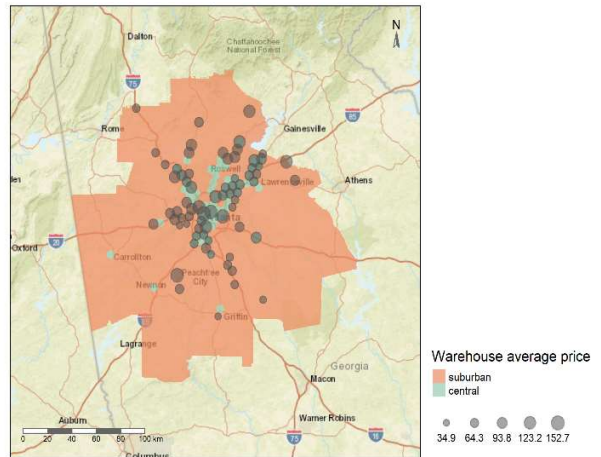 N
Dalton
Chattahoochee
National Forest
75
Rome
Gainesville
85
Roswell
Lawrenceville
Athens
Oxford
20
Carrollton
Newnan
Peachtree
City
Griffin
Lagrange
Georgia
Macon
Auburn
Warner Robins
0 20 40 60 80 100 km
75
16
Columbus
Warehouse average price
suburban
central
34.9 64.3 93.8 123.2 152.7